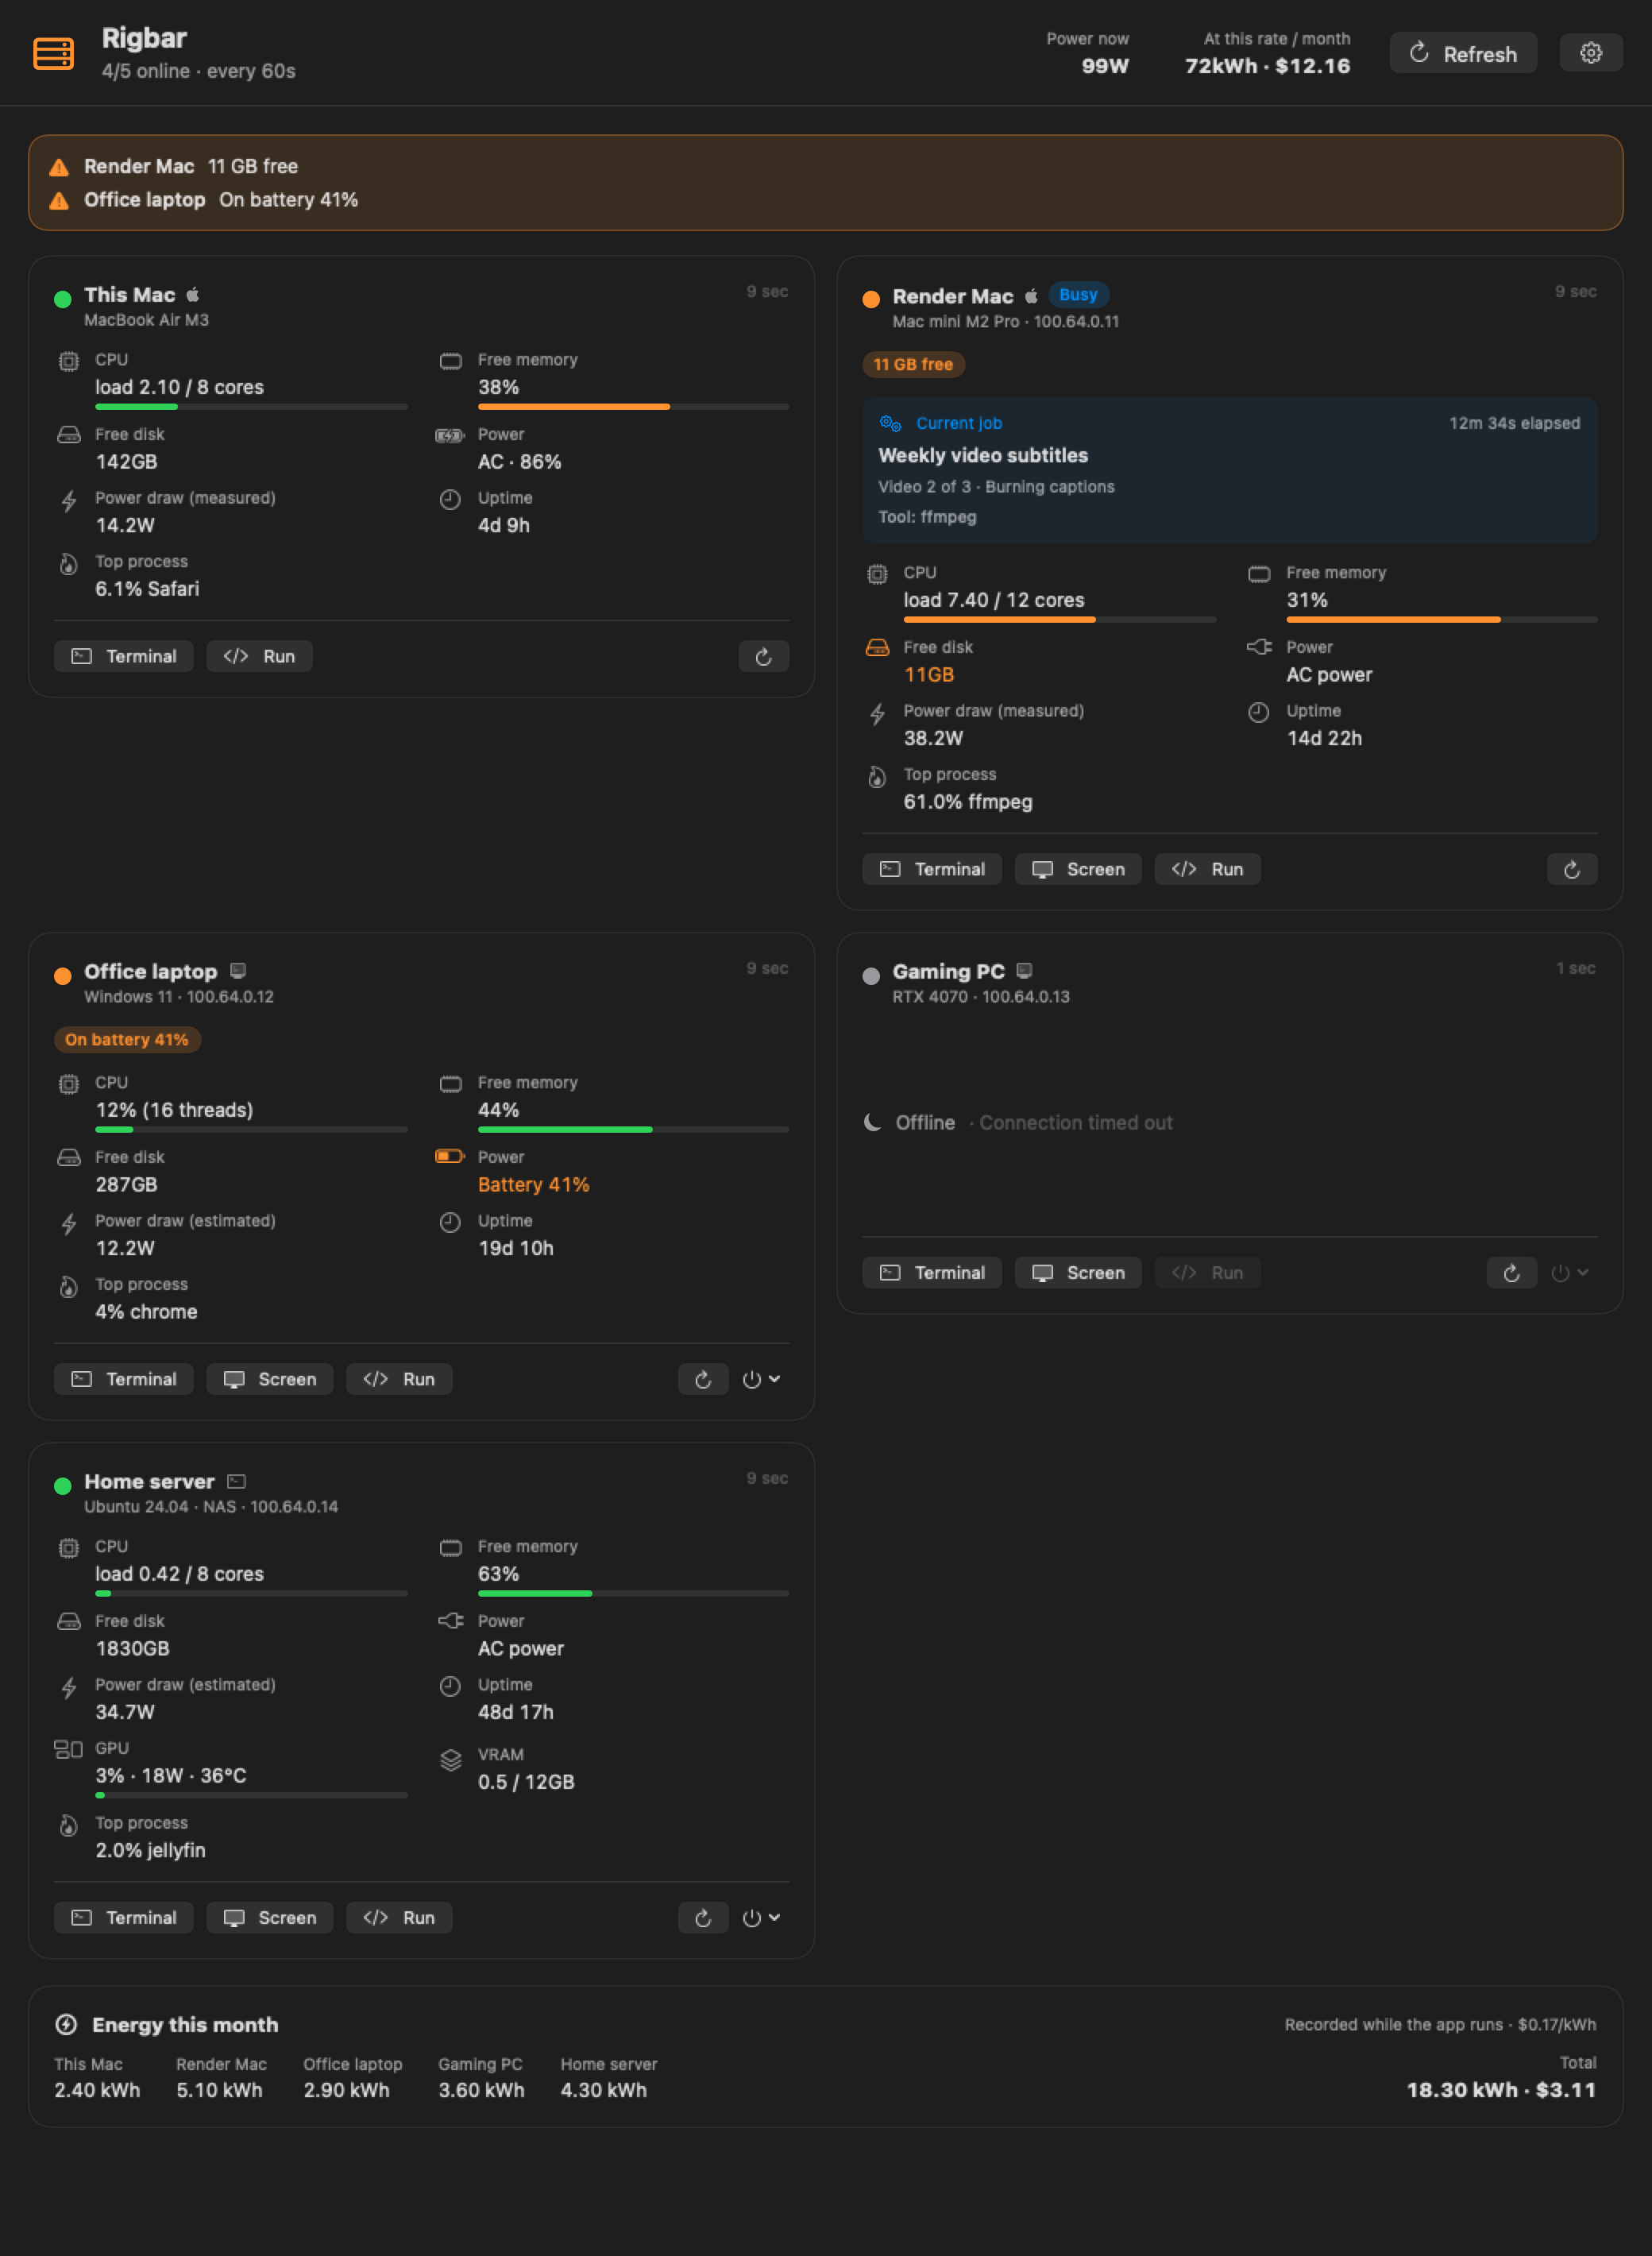 Rigbar
4/5 online · every 60s
Power now
99W
At this rate / month
72kWh · $12.16
Refresh
Render Mac 11 GB free
Office laptop On battery 41%
This Mac
9 sec
MacBook Air M3
CPU
load 2.10 / 8 cores
Free memory
38%
Free disk
142GB
Power
AC · 86%
Power draw (measured)
14.2W
Uptime
4d 9h
Top process
6.1% Safari
Terminal
Run
Render Mac Busy
9 sec
Mac mini M2 Pro · 100.64.0.11
11 GB free
Current job
12m 34s elapsed
Weekly video subtitles
Video 2 of 3 · Burning captions
Tool: ffmpeg
CPU
load 7.40 / 12 cores
Free memory
31%
Free disk
11GB
Power
AC power
Power draw (measured)
38.2W
Uptime
14d 22h
Top process
61.0% ffmpeg
Terminal
Screen
Run
Office laptop
9 sec
Windows 11 · 100.64.0.12
On battery 41%
CPU
12% (16 threads)
Free memory
44%
Free disk
287GB
Power
Battery 41%
Power draw (estimated)
12.2W
Uptime
19d 10h
Top process
4% chrome
Terminal
Screen
Run
Gaming PC
1 sec
RTX 4070 · 100.64.0.13
Offline · Connection timed out
Terminal
Screen
Run
Home server
9 sec
Ubuntu 24.04 · NAS · 100.64.0.14
CPU
load 0.42 / 8 cores
Free memory
63%
Free disk
1830GB
Power
AC power
Power draw (estimated)
34.7W
Uptime
48d 17h
GPU
3% · 18W · 36°C
VRAM
0.5 / 12GB
Top process
2.0% jellyfin
Terminal
Screen
Run
Energy this month
Recorded while the app runs · $0.17/kWh
This Mac
2.40 kWh
Render Mac
5.10 kWh
Office laptop
2.90 kWh
Gaming PC
3.60 kWh
Home server
4.30 kWh
Total
18.30 kWh · $3.11